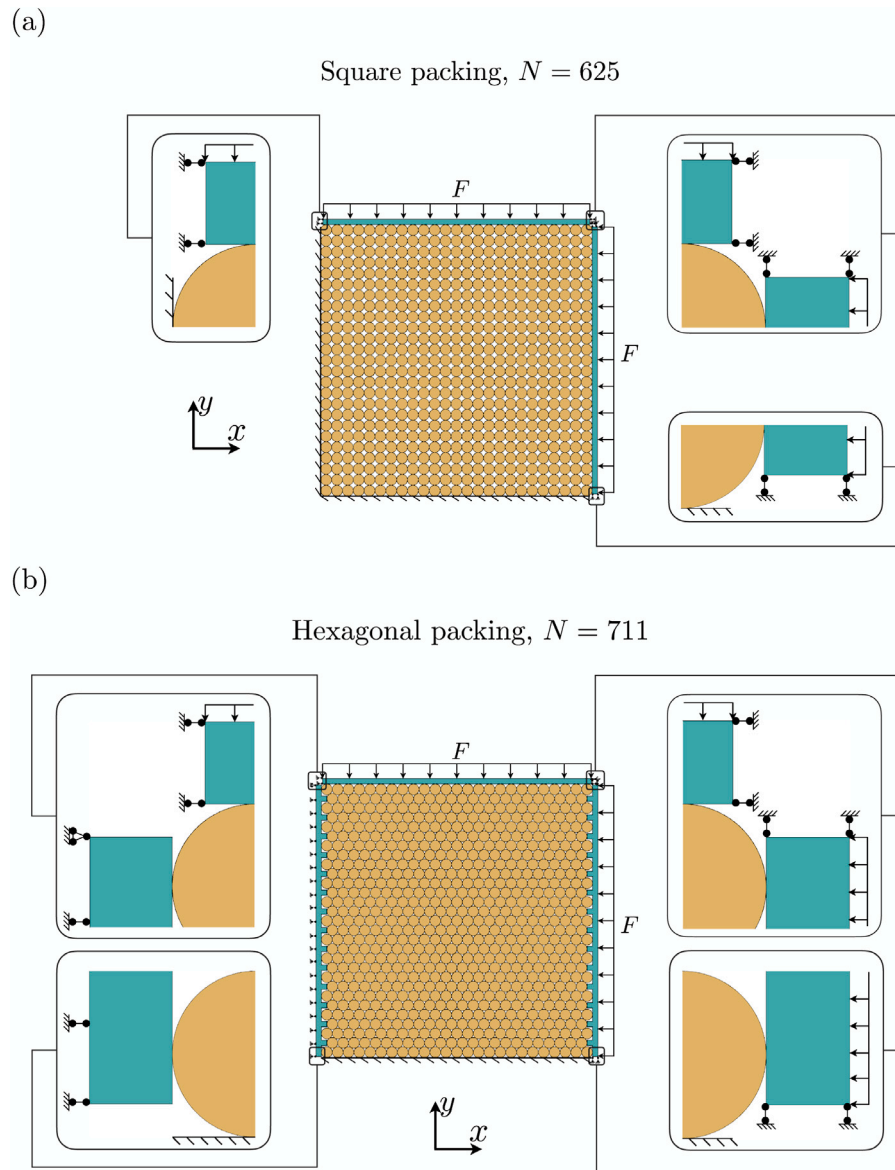 (a)
Square packing, N = 625
F
F
y
x
(b)
Hexagonal packing, N = 711
F
F
y
x